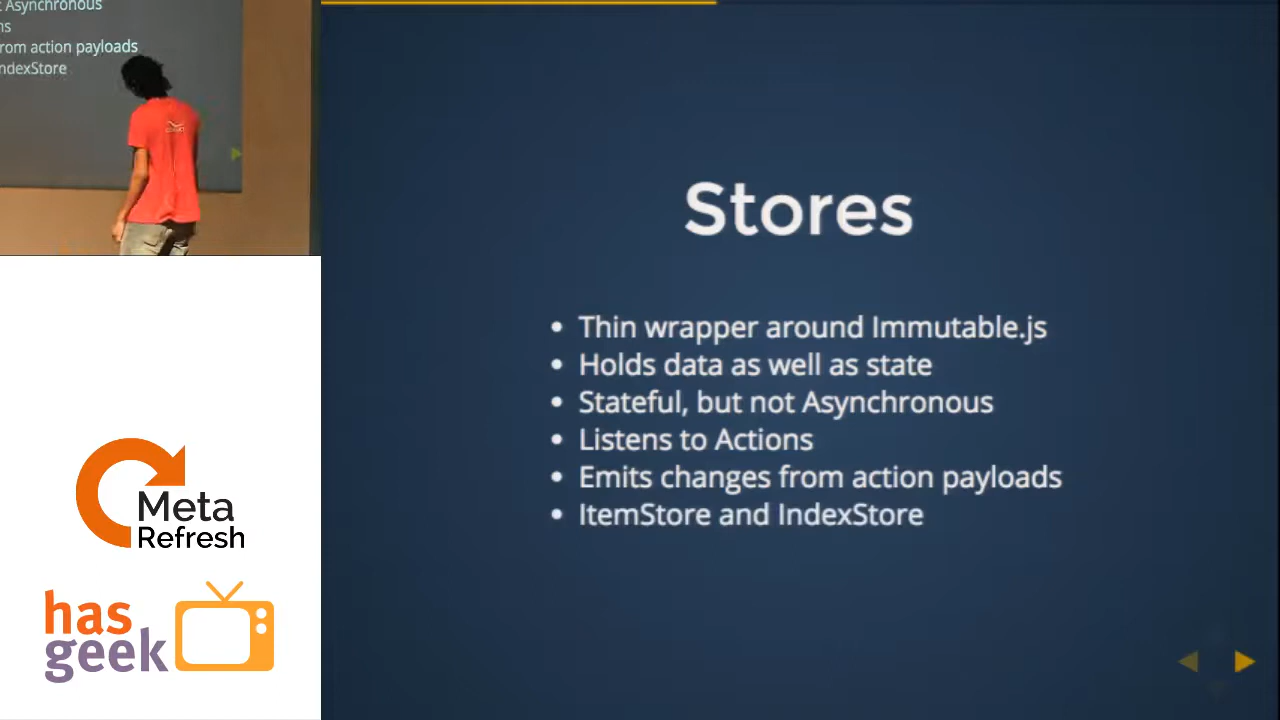 t Asynchronous
ns
rom action payloads
ndexStore
Stores
Thin wrapper around Immutable.js
Holds data as well as state
Stateful, but not Asynchronous
Listens to Actions
Emits changes from action payloads
ItemStore and IndexStore
Meta
Refresh
has
geek